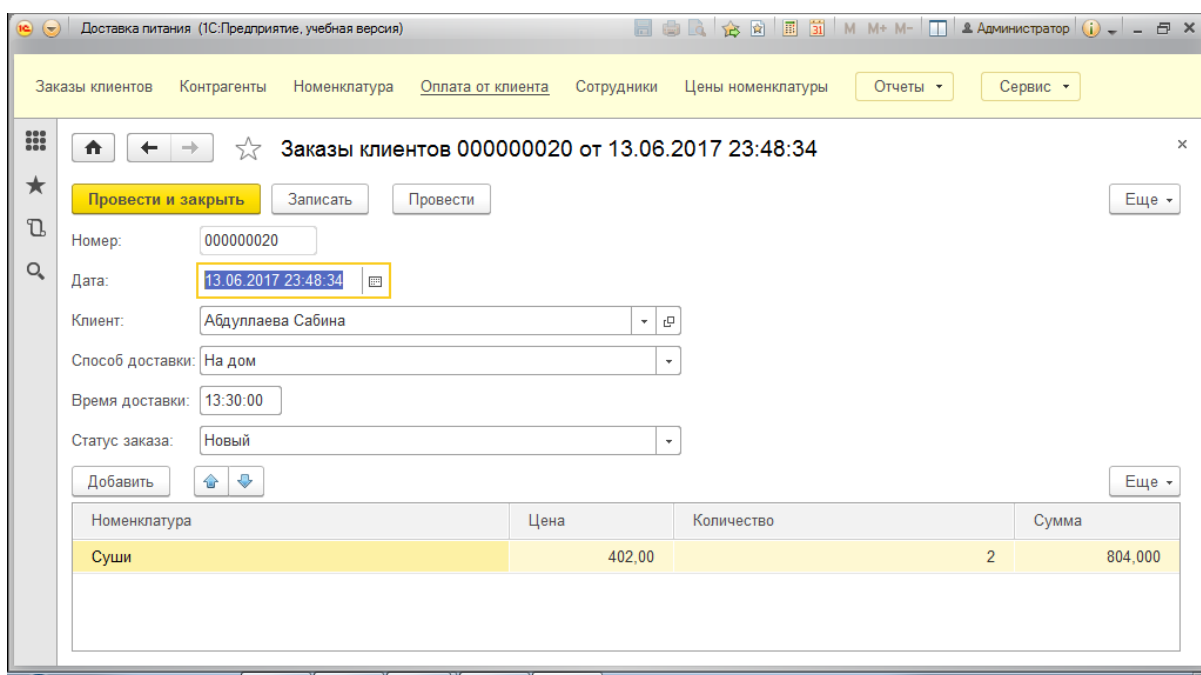 Доставка питания (1С:Предприятие, учебная версия) 31 M M+ M- Администратор
Заказы клиентов Контрагенты Номенклатура Оплата от клиента Сотрудники Цены номенклатуры Отчеты Сервис
Заказы клиентов 000000020 от 13.06.2017 23:48:34
Провести и закрыть Записать Провести Еще
Номер: 000000020
Дата: 13.06.2017 23:48:34
Клиент: Абдуллаева Сабина
Способ доставки: На дом
Время доставки: 13:30:00
Статус заказа: Новый
Добавить Еще
Номенклатура Цена Количество Сумма
Суши 402,00 2 804,000